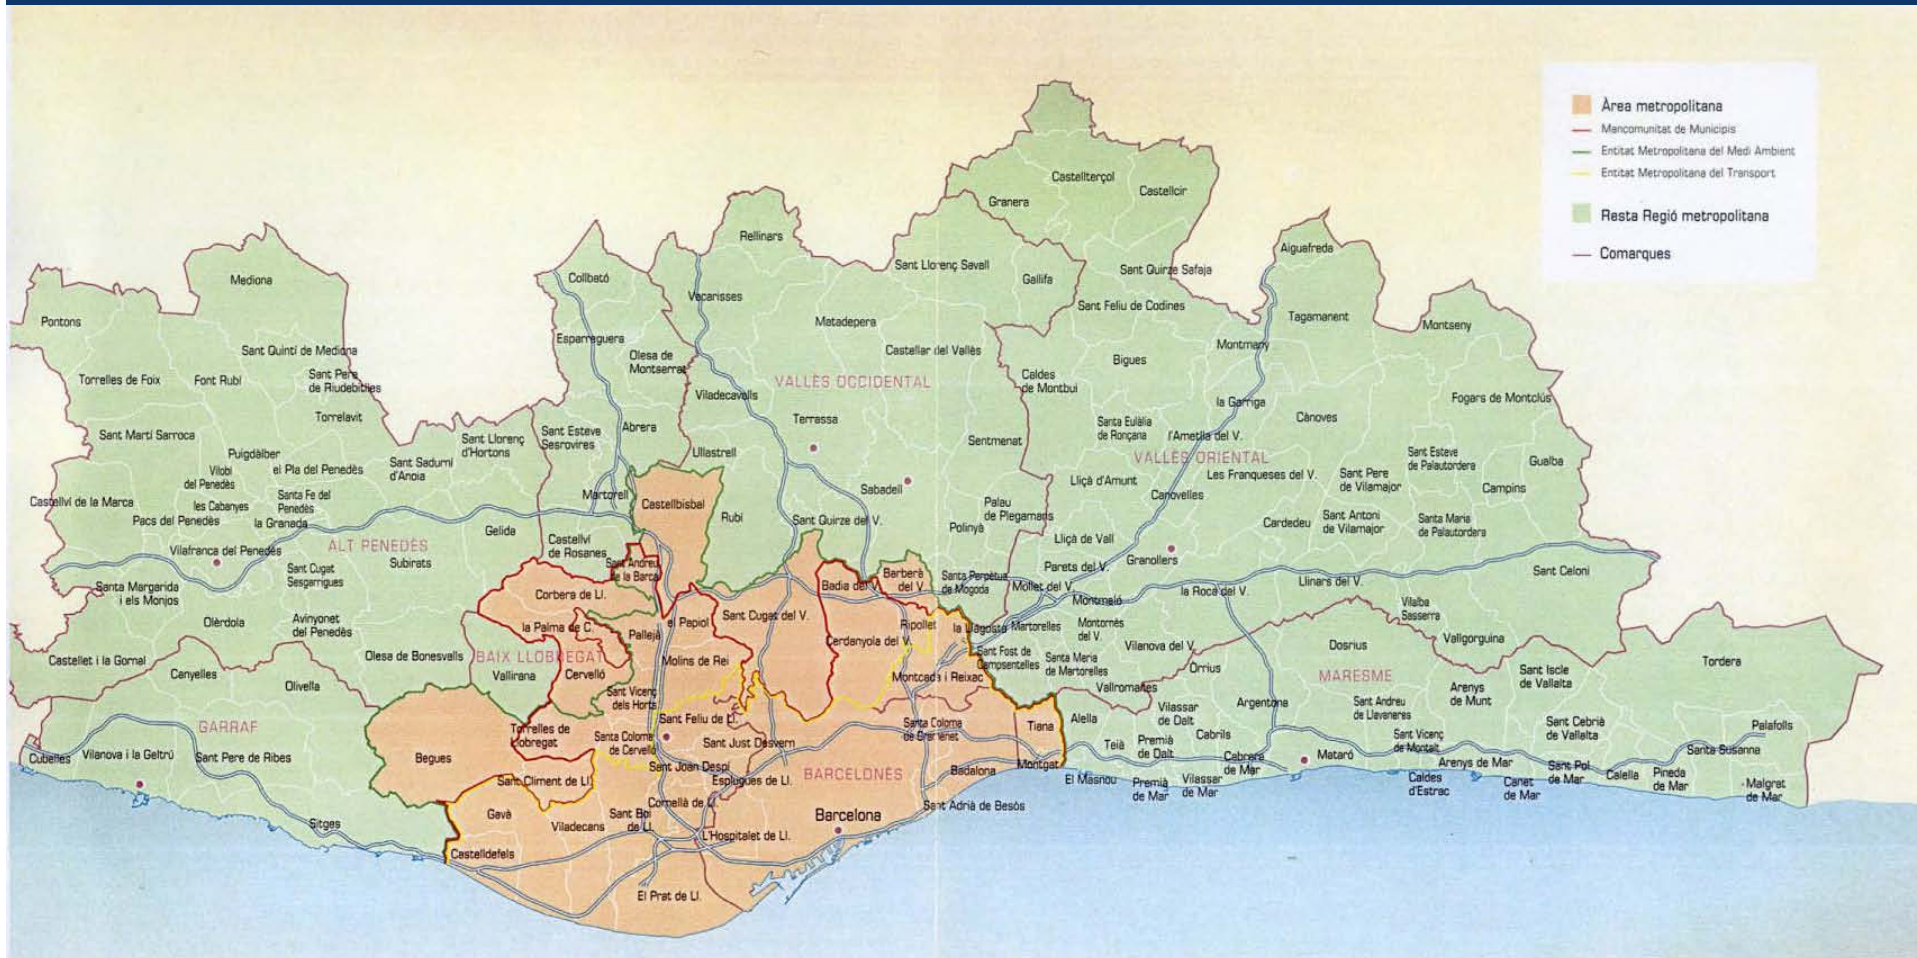 Àrea metropolitana
Mancomunitat de Municipis
Entitat Metropolitana del Medi Ambient
Entitat Metropolitana del Transport
Resta Regió metropolitana
Comarques
Castellterçol
Castellcir
Granera
Rellinars
Aiguafreda
Sant Llorenç Savall
Sant Quirze Safaja
Collbató
Mediona
Gallifa
Vacarisses
Sant Feliu de Codines
Pontons
Matadepera
Tagamanent
Montseny
Esparreguera
Montmany
Sant Quintí de Mediona
Castellar del Vallès
Olesa de
Montserrat
Bigues
Torrelles de Foix
Font Rubí
Sant Pere
de Riudebitlles
VALLÈS OCCIDENTAL
Caldes
de Montbui
Viladecavalls
la Garriga
Fogars de Montclús
Torrelavit
Terrassa
Cànoves
Santa Eulàlia
de Ronçana
l'Ametlla del V.
Sant Martí Sarroca
Sant Llorenç
d'Hortons
Sant Esteve
Sesrovires
Abrera
Sentmenat
Puigdàlber
Ullastrell
VALLÈS ORIENTAL
Sant Esteve
de Palautordera
Gualba
Vilobí
del Penedès
el Pla del Penedès
Sant Sadurní
d'Anoia
Les Franqueses del V.
Sant Pere
de Vilamajor
Lliçà d'Amunt
Castellví de la Marca
les Cabanyes
Santa Fe del
Penedès
Martorell
Castellbisbal
Sabadell
Canovelles
Campins
Pacs del Penedès
la Granada
Rubí
Sant Quirze del V.
Palau
de Plegamans
Polinyà
Cardedeu
Sant Antoni
de Vilamajor
Santa Maria
de Palautordera
Gelida
Castellví
de Rosanes
Lliçà de Vall
Vilafranca del Penedès
ALT PENEDÈS
Subirats
Granollers
Santa Margarida
i els Monjos
Sant Cugat
Sesgarrigues
Sant Andreu
de la Barca
Parets del V.
Sant Celoni
Barberà
del V.
Badia del V.
Santa Perpètua
de Mogoda
Mollet del V.
Llinars del V.
Corbera de Ll.
Montmeló
la Roca del V.
Olèrdola
Avinyonet
del Penedès
la Palma de C.
Pallejà
el Papiol
Sant Cugat del V.
Ripollet
la Llagosta
Martorelles
Montornès
del V.
Vilalba
Sasserra
Cerdanyola del V.
Vallgorguina
Castellet i la Gornal
Olesa de Bonesvalls
BAIX LLOBREGAT
Molins de Rei
Sant Fost de
Campsentelles
Santa Maria
de Martorelles
Vilanova del V.
Dosrius
Canyelles
Vallirana
Cervelló
Montcada i Reixac
Òrrius
MARESME
Sant Iscle
de Vallalta
Tordera
Olivella
Sant Vicenç
dels Horts
Vallromanes
Argentona
Sant Andreu
de Llavaneres
Arenys
de Munt
GARRAF
Torrelles de
Llobregat
Sant Feliu de Ll.
Santa Coloma
de Gramenet
Tiana
Alella
Vilassar
de Dalt
Cabrils
Sant Cebrià
de Vallalta
Palafolls
Santa Coloma
de Cervelló
Sant Just Desvern
Teià
Premià
de Dalt
Sant Vicenç
de Montalt
Santa Susanna
Cubelles
Vilanova i la Geltrú
Sant Pere de Ribes
Begues
Sant Joan Despí
BARCELONÈS
Badalona
Montgat
Cabrera
de Mar
Mataró
Arenys de Mar
Sant Pol
de Mar
Calella
Pineda
de Mar
Sant Climent de Ll.
Esplugues de Ll.
El Masnou
Premià
de Mar
Vilassar
de Mar
Caldes
d'Estrac
Canet
de Mar
Malgrat
de Mar
Cornellà de Ll.
Sant Adrià de Besòs
Sitges
Gavà
Viladecans
Sant Boi
de Ll.
L'Hospitalet de Ll.
Barcelona
Castelldefels
El Prat de Ll.